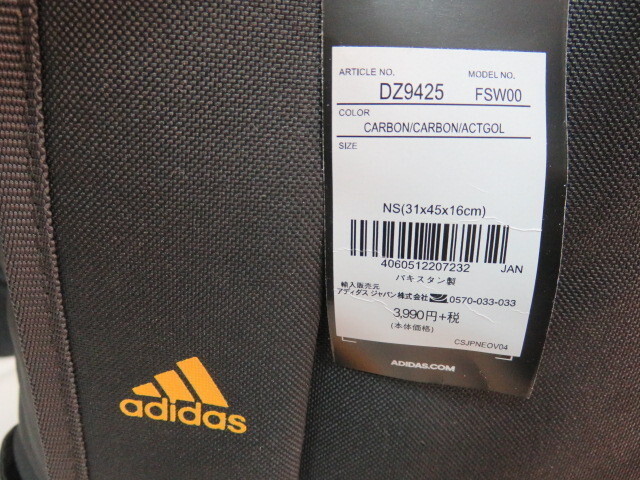 ARTICLE NO. MODEL NO.
DZ9425 FSW00
COLOR
CARBON/CARBON/ACTGOL
SIZE
NS(31x45x16cm)
4060512207232 JAN
パキスタン製
輸入販売元
アディダス ジャパン株式会社 0570-033-033
3,990円+税
(本体価格)
CSJPNEOV04
ADIDAS.COM
adidas